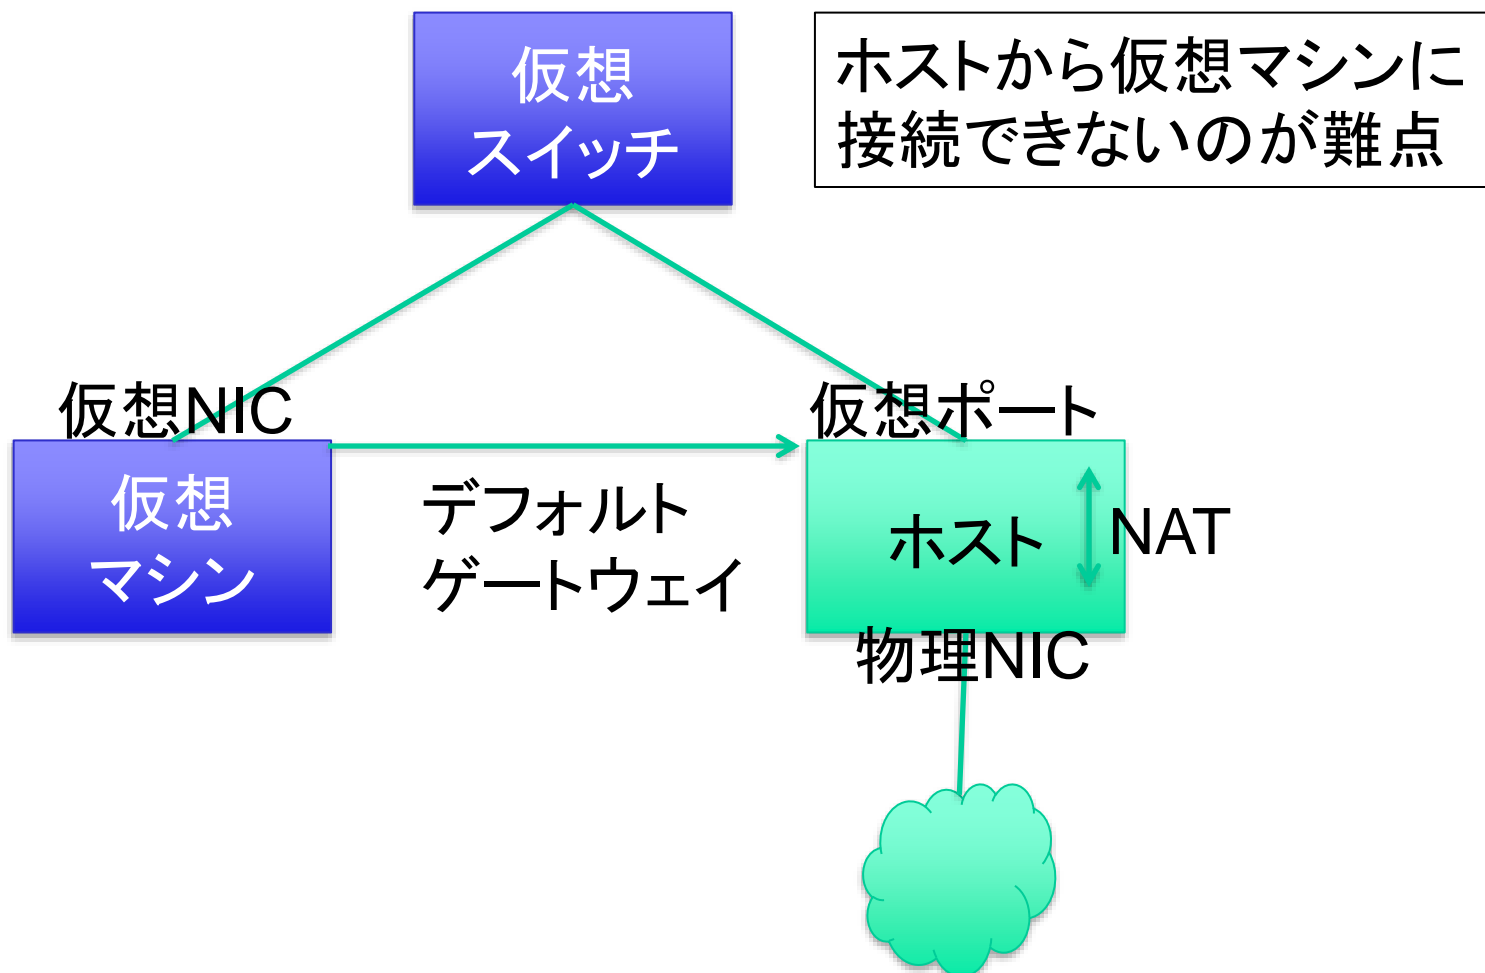 仮想
スイッチ
ホストから仮想マシンに
接続できないのが難点
仮想NIC
仮想ポート
仮想
マシン
デフォルト
ゲートウェイ
ホスト
NAT
物理NIC